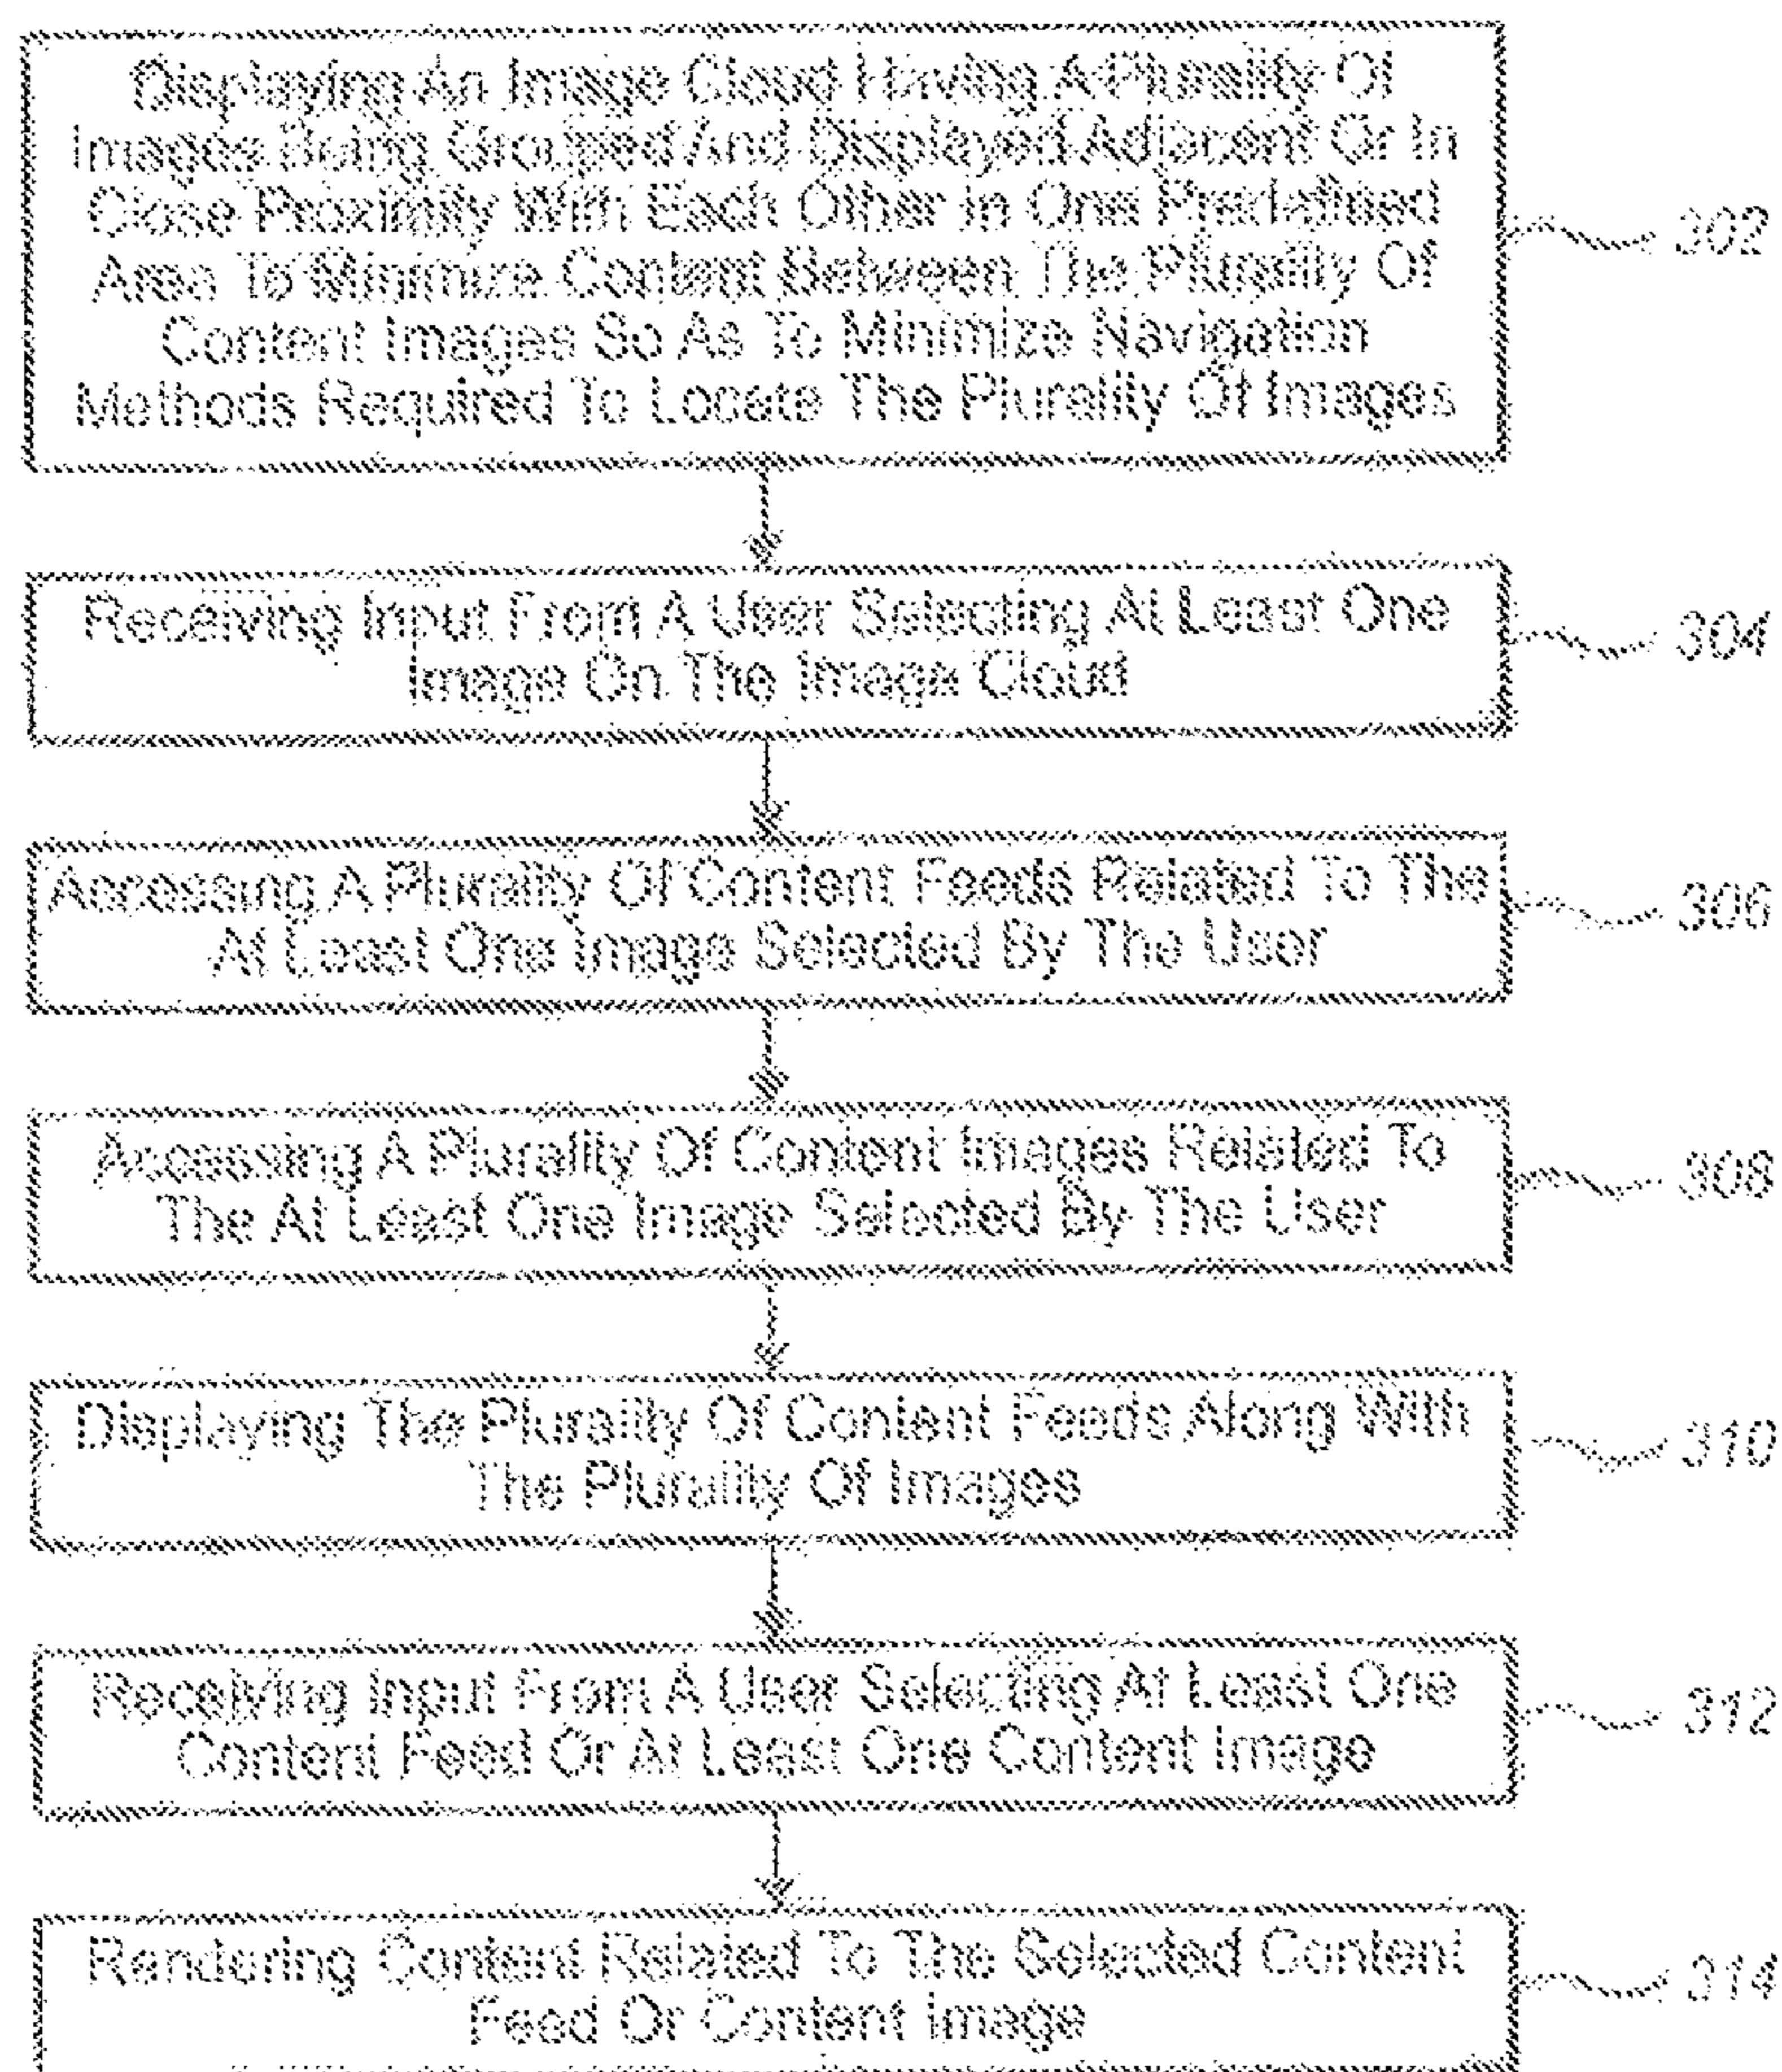 Displaying An Image Cloud Having A Plurality Of
Images Being Grouped And Displayed Adjacent Or In
Close Proximity With Each Other In One Predefined
Area To Minimize Content Between The Plurality Of
Content Images So As To Minimize Navigation
Methods Required To Locate The Plurality Of Images
302
Receiving Input From A User Selecting At Least One
Image On The Image Cloud
304
Accessing A Plurality Of Content Feeds Related To The
At Least One Image Selected By The User
306
Accessing A Plurality Of Content Images Related To
The At Least One Image Selected By The User
308
Displaying The Plurality Of Content Feeds Along With
The Plurality Of Images
310
Receiving Input From A User Selecting At Least One
Content Feed Or At Least One Content Image
312
Rendering Content Related To The Selected Content
Feed Or Content Image
314